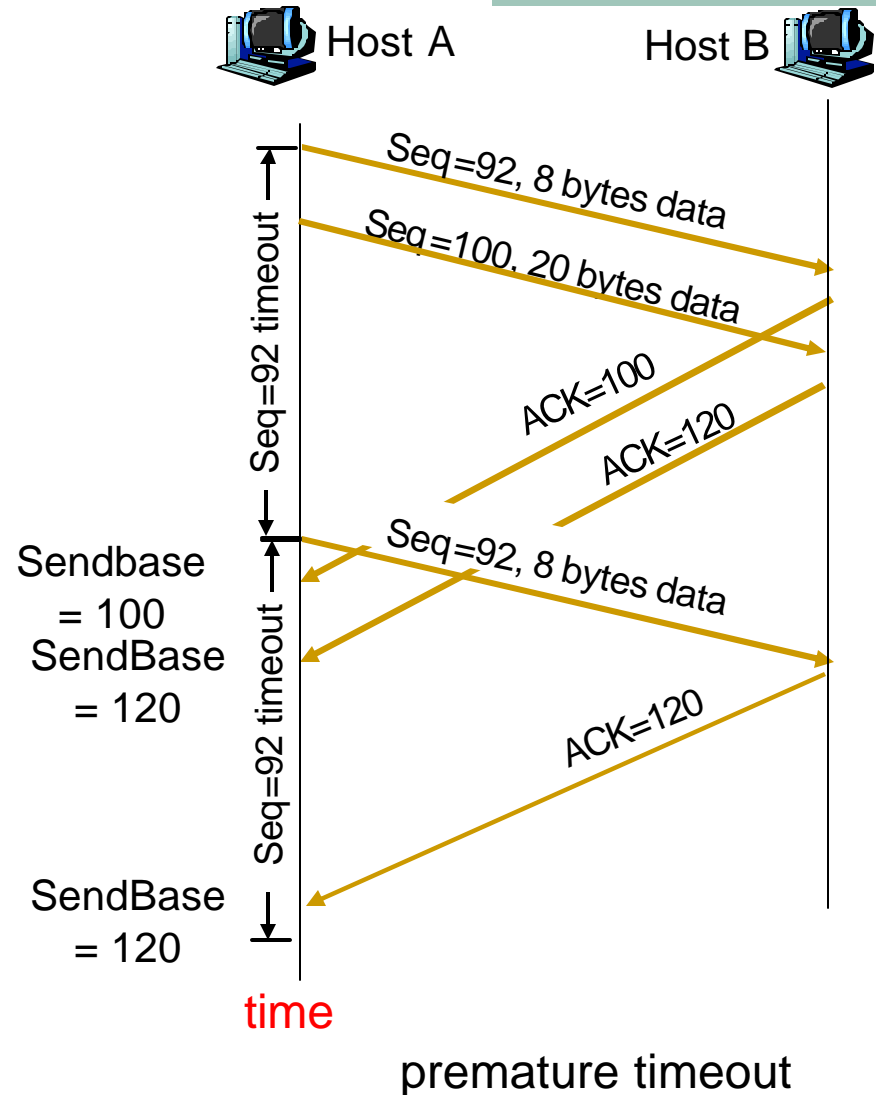 Host A
Host B
Seq=92, 8 bytes data
Seq=100, 20 bytes data
Seq=92 timeout
ACK=100
ACK=120
Seq=92, 8 bytes data
Sendbase
= 100
SendBase
= 120
Seq=92 timeout
ACK=120
SendBase
= 120
time
premature timeout